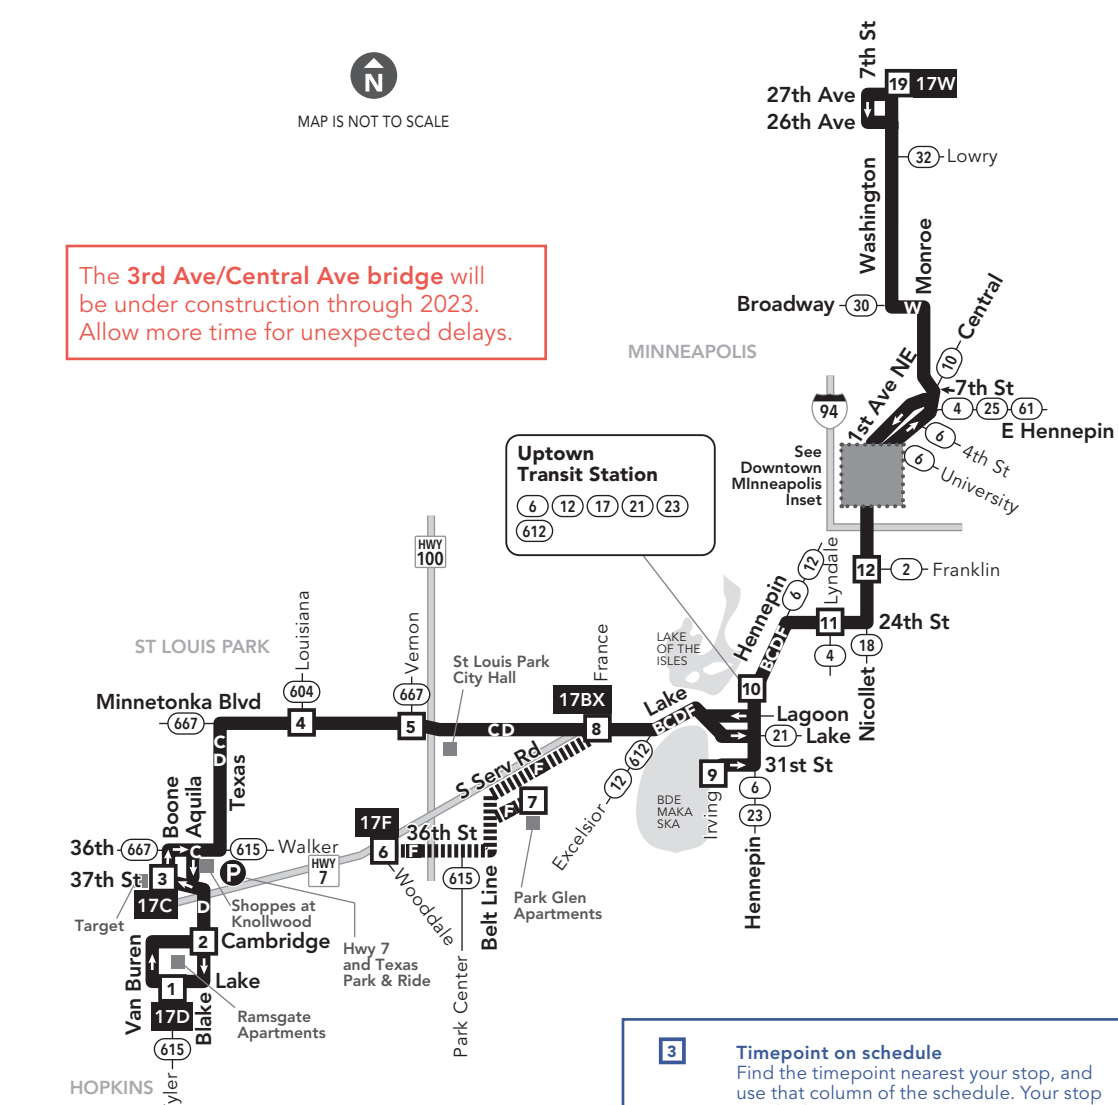 7th St
19 17W
27th Ave
26th Ave
N
MAP IS NOT TO SCALE
32 Lowry
Washington
Monroe
The 3rd Ave/Central Ave bridge will
be under construction through 2023.
Allow more time for unexpected delays.
Broadway 30
W
Central
10
MINNEAPOLIS
1st Ave NE
7th St
4 25 61
E Hennepin
94
6 4th St
6 University
See
Downtown
MInneapolis
Inset
Uptown
Transit Station
6 12 17 21 23
612
HWY
100
12 2 Franklin
Hennepin
6 12
Lyndale
11
24th St
4
18
Nicollet
BCDF
LAKE
OF THE
ISLES
10
ST LOUIS PARK
Louisiana
604
Vernon
667
St Louis Park
City Hall
France
17BX
Minnetonka Blvd
667
4
5
CD
8
Lake
BCDF
Lagoon
21 Lake
31st St
9
Irving
6
23
Hennepin
BDE
MAKA
SKA
Excelsior 12 612
C
D
Texas
S Serv Rd
F
F
7
Boone
Aquila
17F
36th St
6
F
F
36th 667
C
615 Walker
HWY
7
P
37th St
3
17C
Target
Shoppes at
Knollwood
D
Wooddale
615
Park Center
Belt Line
Park Glen
Apartments
2 Cambridge
Hwy 7
and Texas
Park & Ride
Van Buren
Lake
1
17D
Blake
Ramsgate
Apartments
615
HOPKINS
3
Timepoint on schedule
Find the timepoint nearest your stop, and
use that column of the schedule. Your stop